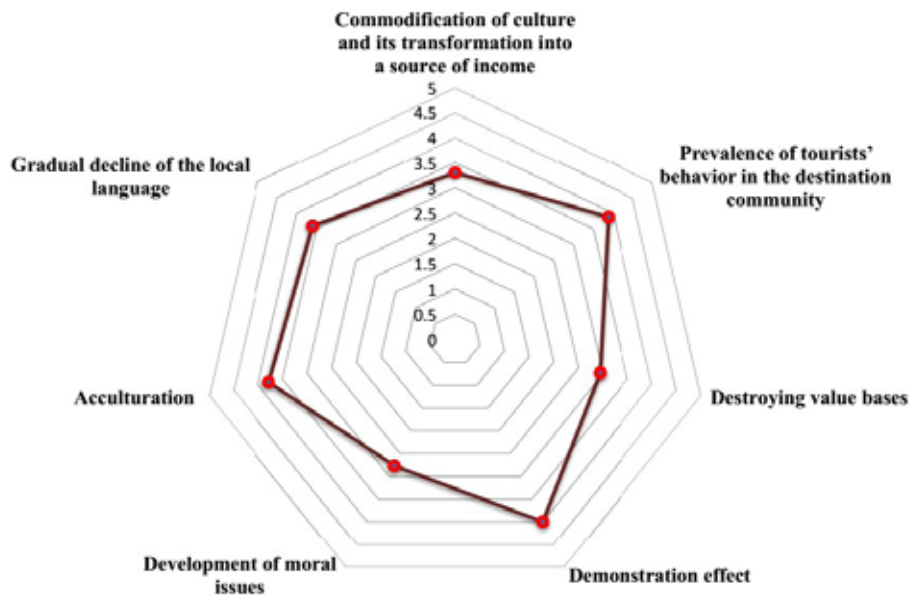 Commodification of culture
and its transformation into
a source of income
5
4.5
4
3.5
3
2.5
2
1.5
1
0.5
0
Gradual decline of the local
language
Prevalence of tourists'
behavior in the destination
community
Acculturation
Destroying value bases
Development of moral
issues
Demonstration effect